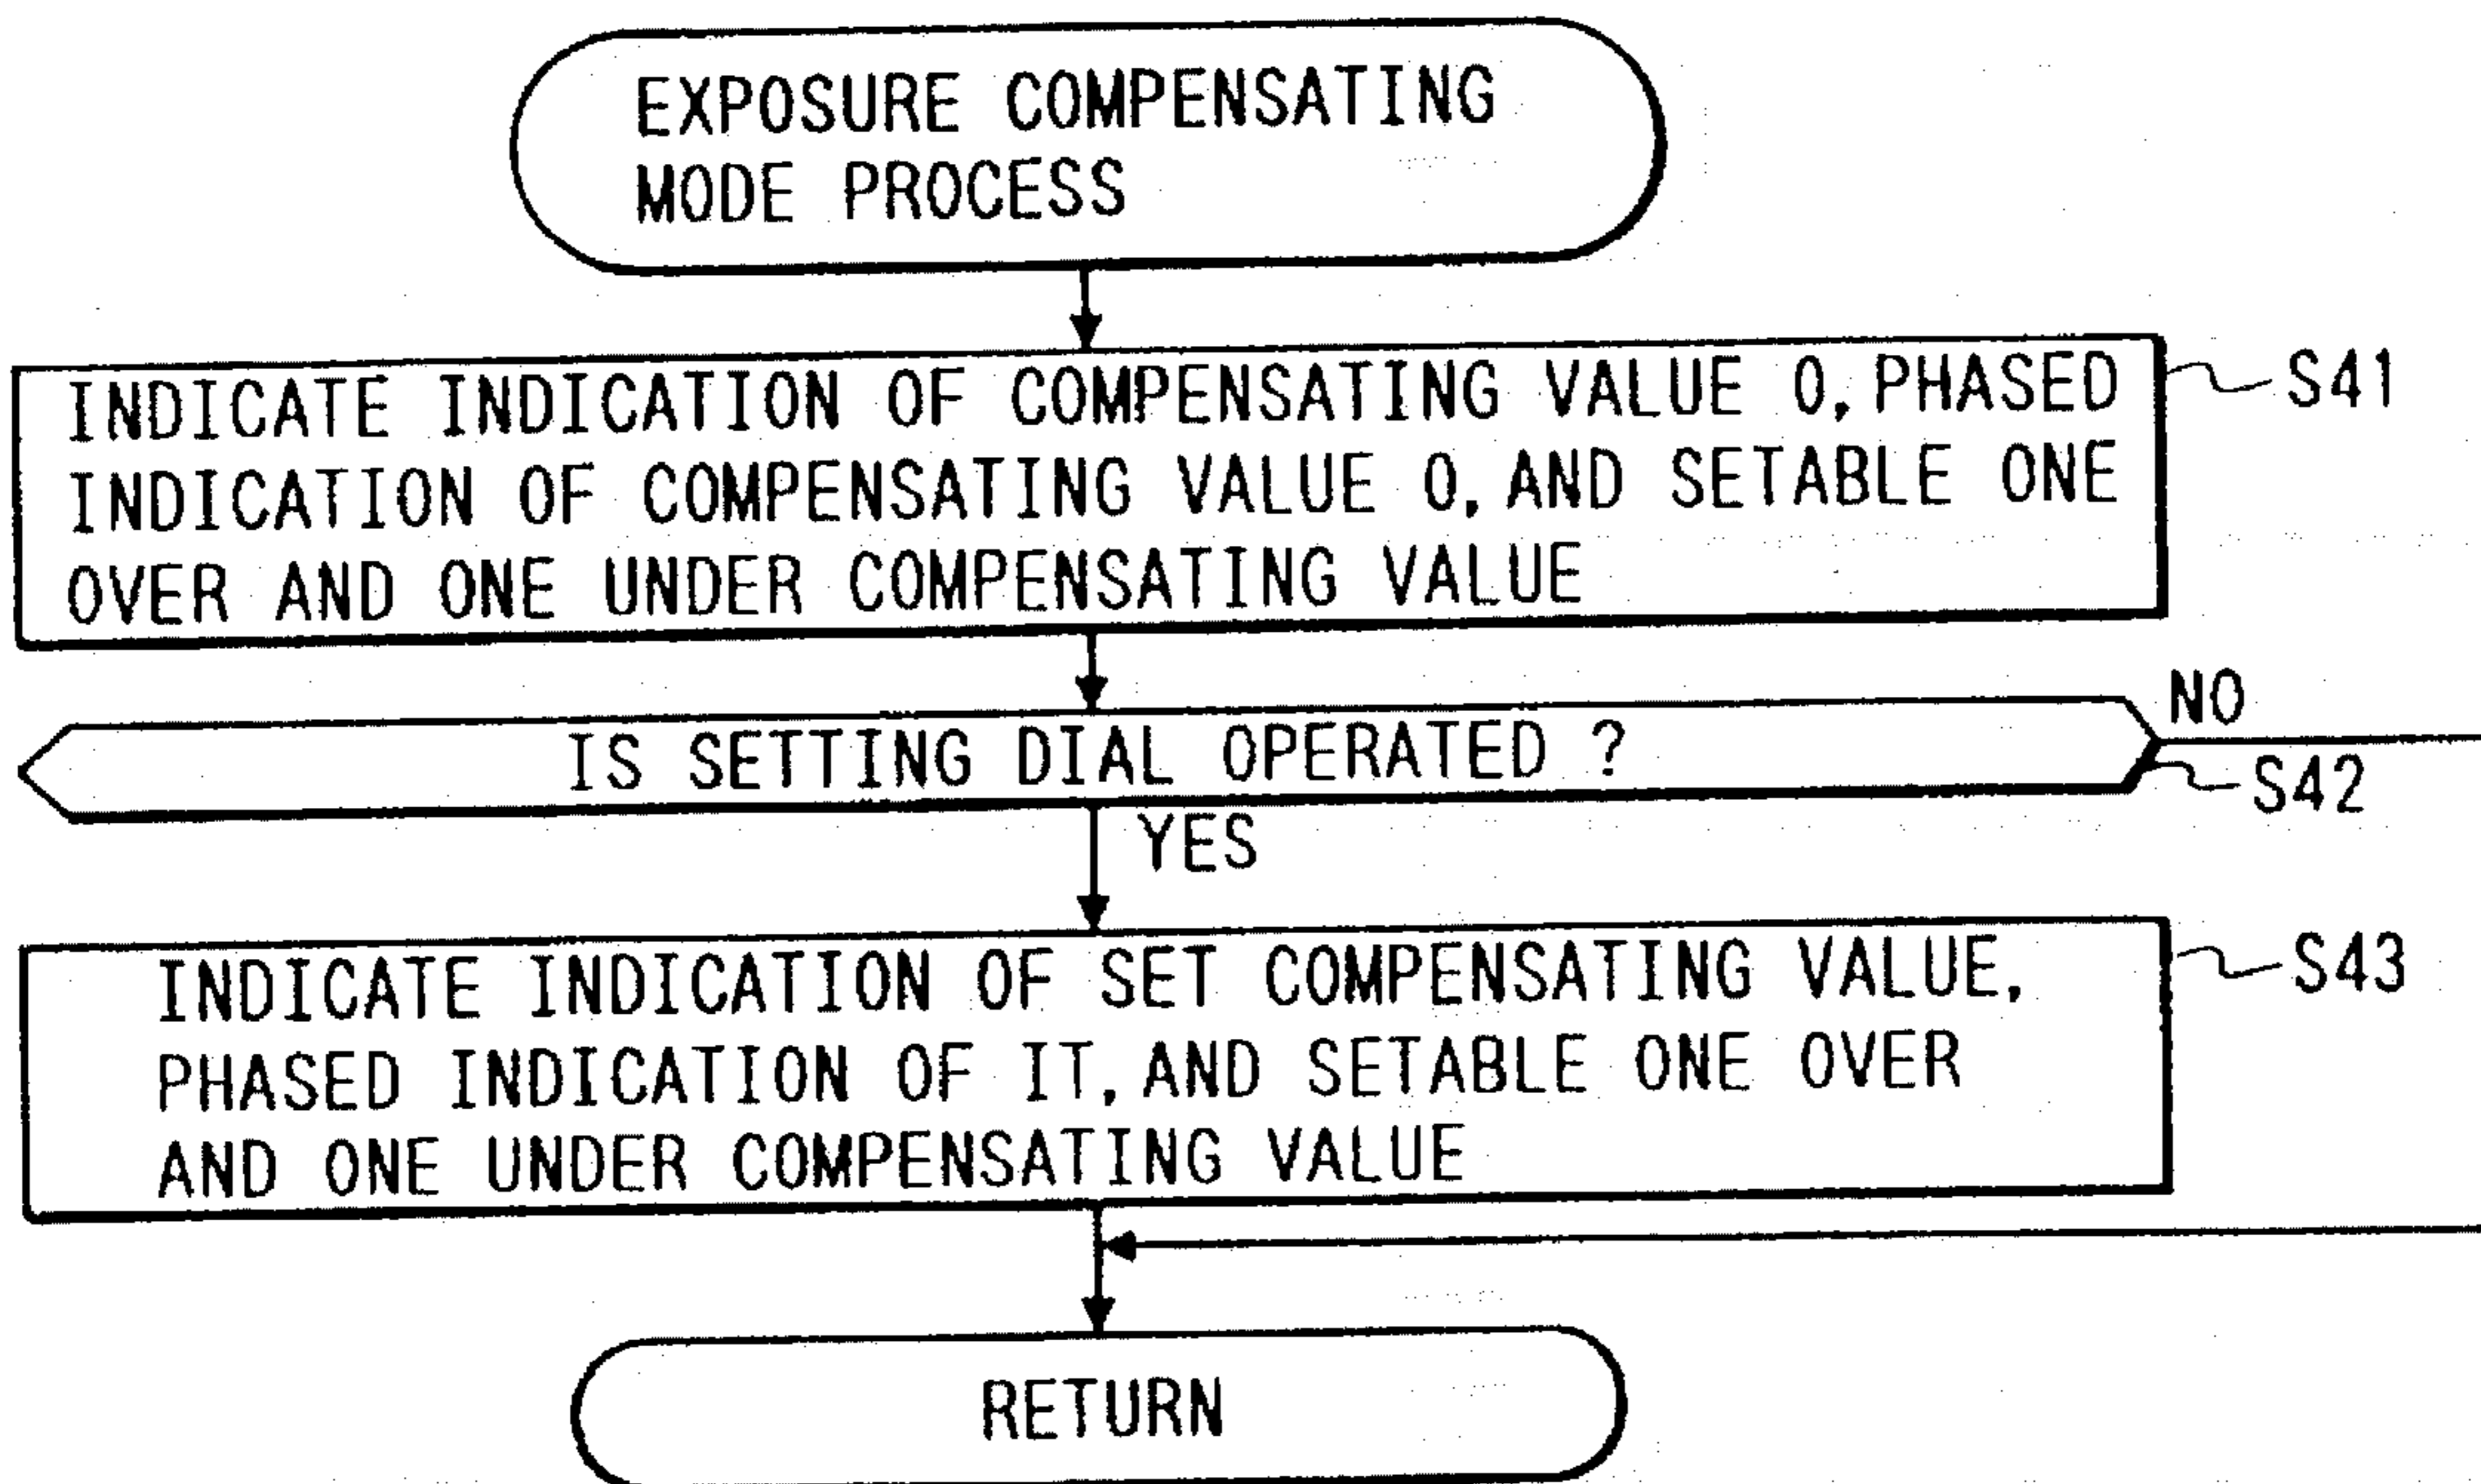 EXPOSURE COMPENSATING
MODE PROCESS
INDICATE INDICATION OF COMPENSATING VALUE 0, PHASED
INDICATION OF COMPENSATING VALUE 0, AND SETABLE ONE
OVER AND ONE UNDER COMPENSATING VALUE
S41
NO
IS SETTING DIAL OPERATED ?
S42
YES
INDICATE INDICATION OF SET COMPENSATING VALUE,
PHASED INDICATION OF IT, AND SETABLE ONE OVER
AND ONE UNDER COMPENSATING VALUE
S43
RETURN